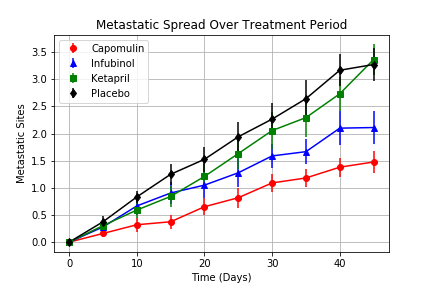 Metastatic Spread Over Treatment Period
Capomulin
Infubinol
Ketapril
Placebo
Metastatic Sites
3.5
3.0
2.5
2.0
1.5
1.0
0.5
0.0
0
10
20
30
40
Time (Days)